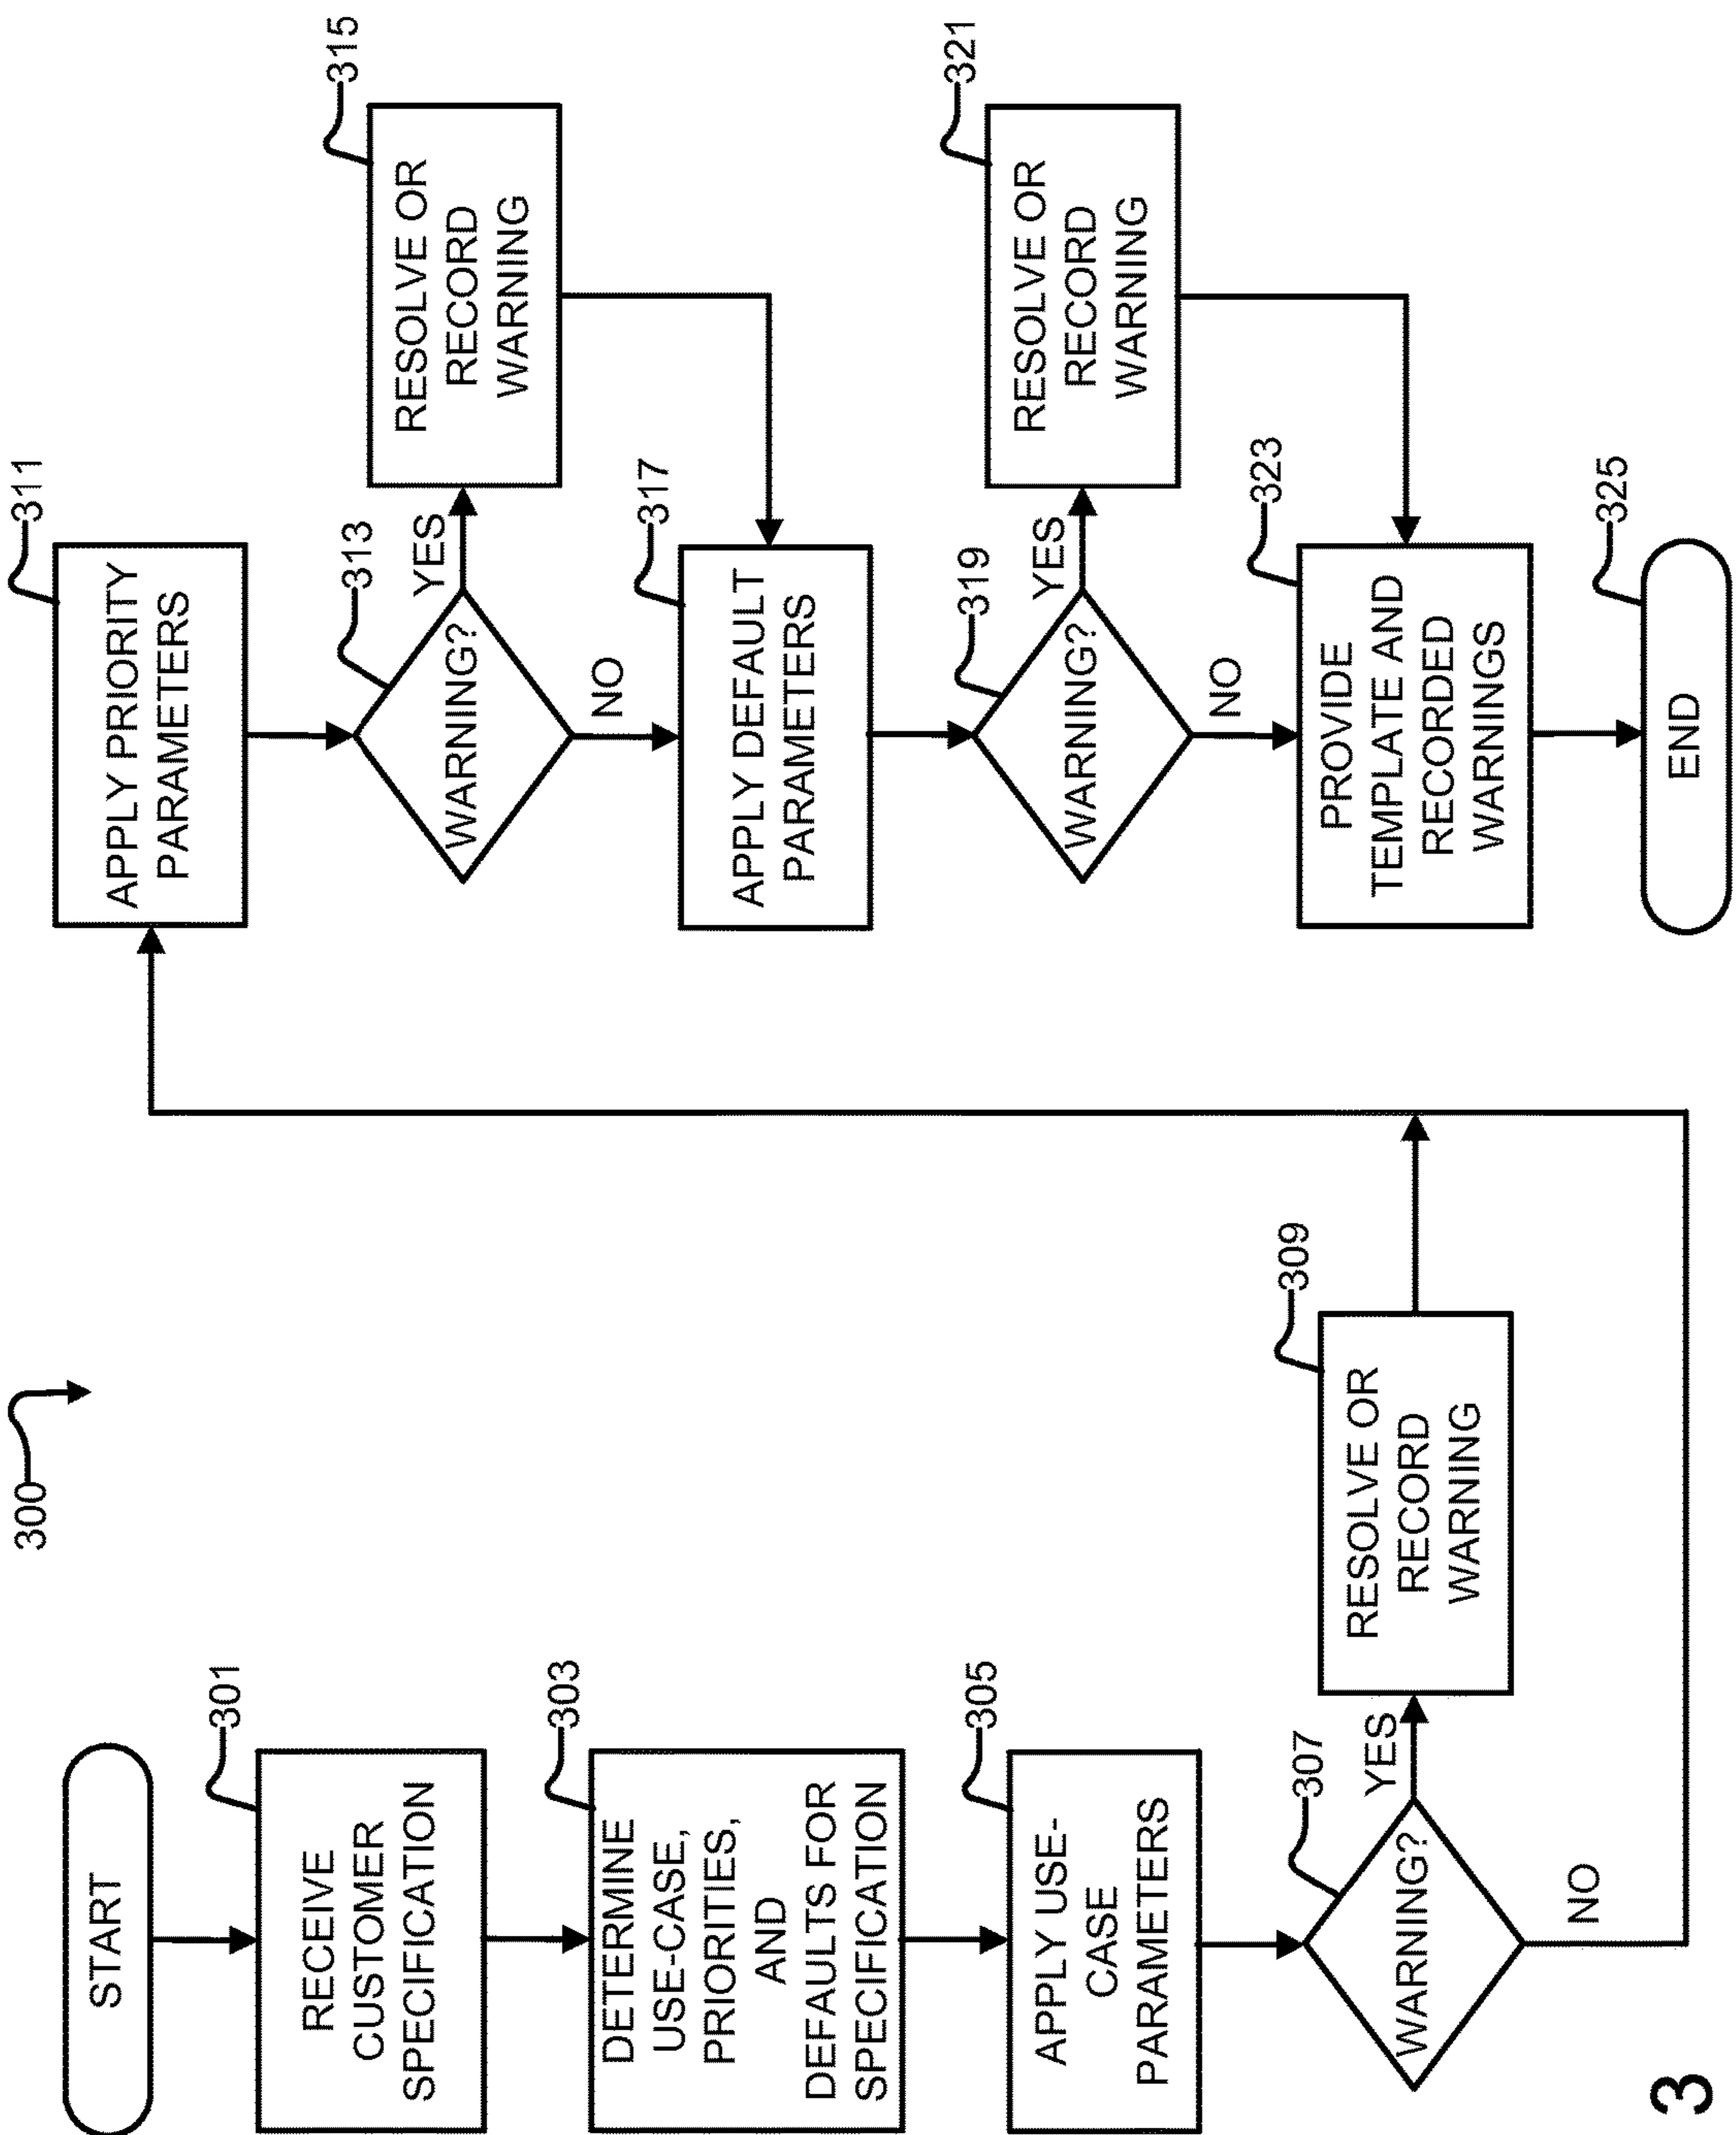 300
START
301
RECEIVE
CUSTOMER
SPECIFICATION
303
DETERMINE
USE-CASE,
PRIORITIES,
AND
DEFAULTS FOR
SPECIFICATION
305
APPLY USE-
CASE
PARAMETERS
307
WARNING?
YES
NO
309
RESOLVE OR
RECORD
WARNING
311
APPLY PRIORITY
PARAMETERS
313
WARNING?
YES
NO
315
RESOLVE OR
RECORD
WARNING
317
APPLY DEFAULT
PARAMETERS
319
WARNING?
YES
NO
321
RESOLVE OR
RECORD
WARNING
323
PROVIDE
TEMPLATE AND
RECORDED
WARNINGS
325
END
3